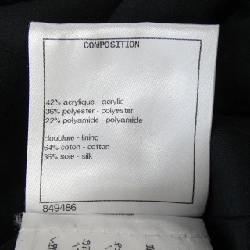 COMPOSITION
42% acrylique - acrylic
36% polyester - polyester
22% polyamide - polyamide
doublure - lining
64% coton - cotton
36% soie - silk
849486